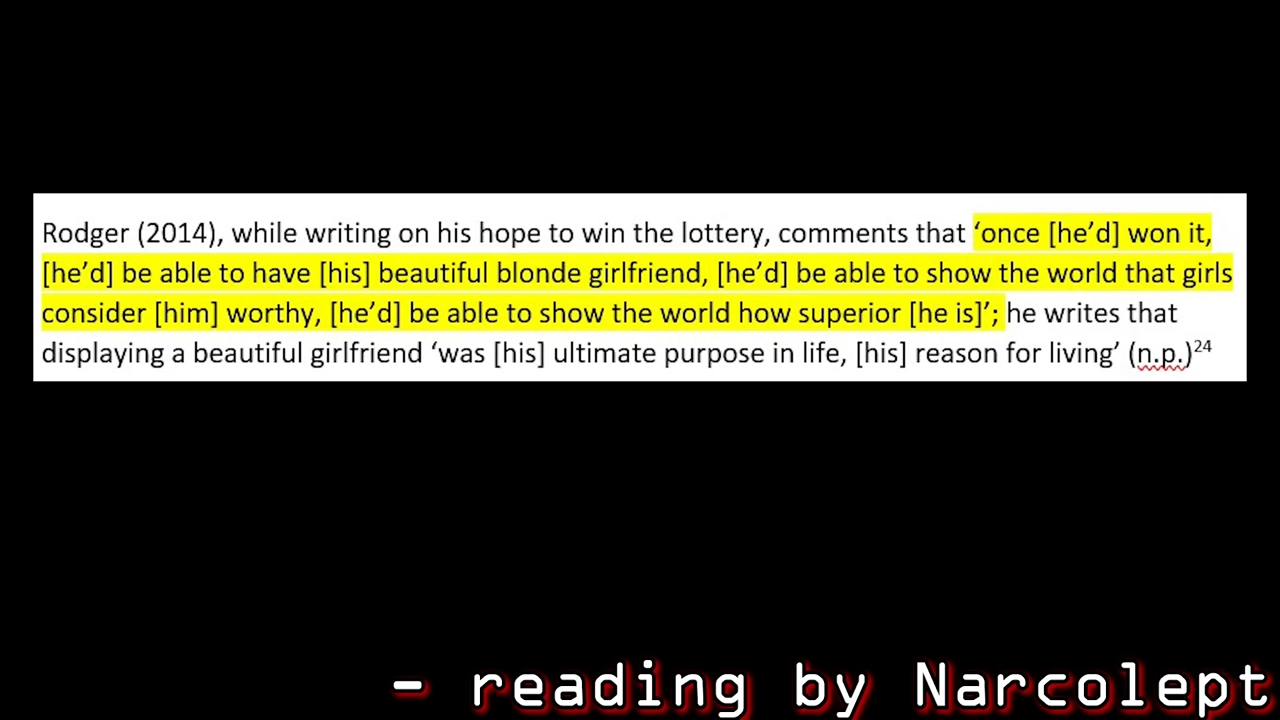 Rodger (2014), while writing on his hope to win the lottery, comments that ‘once [he’d] won it,
[he’d] be able to have [his] beautiful blonde girlfriend, [he’d] be able to show the world that girls
consider [him] worthy, [he’d] be able to show the world how superior [he is]’; he writes that
displaying a beautiful girlfriend ‘was [his] ultimate purpose in life, [his] reason for living’ (n.p.)24
- reading by Narcolept